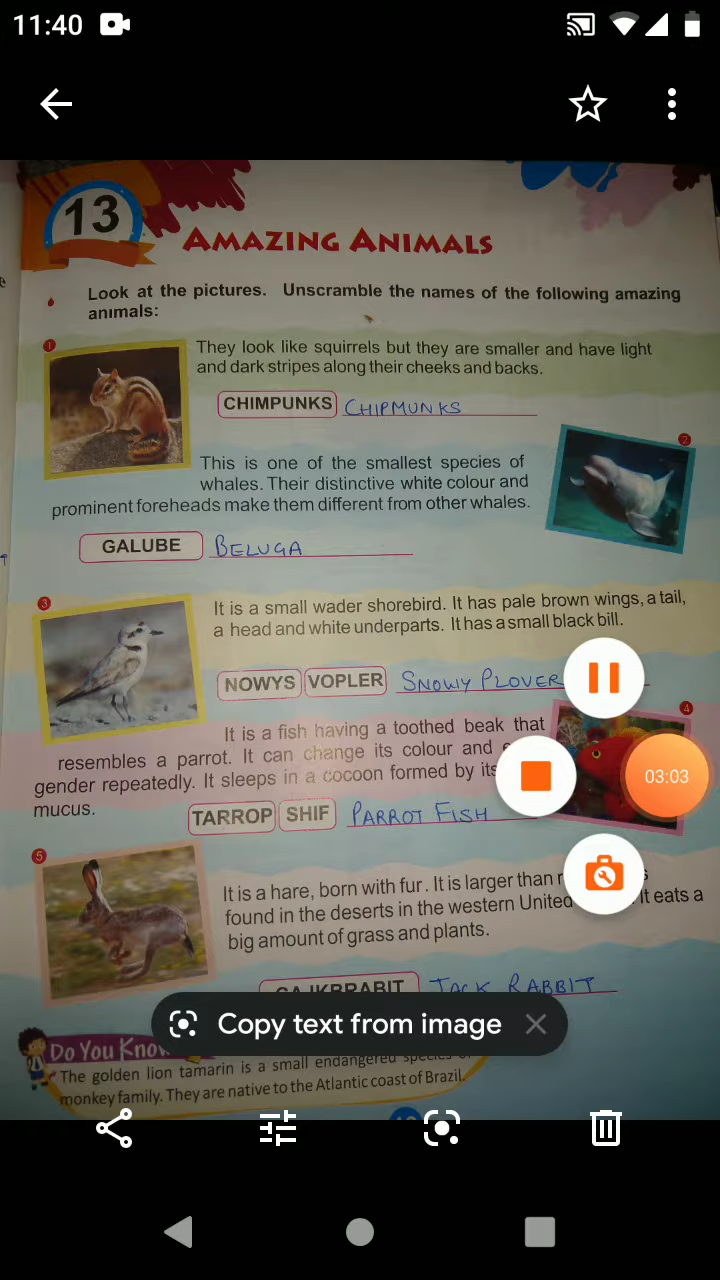 11:40
13
AMAZING ANIMALS
Look at the pictures. Unscramble the names of the following amazing
animals:
1
They look like squirrels but they are smaller and have light
and dark stripes along their cheeks and backs.
CHIMPUNKS CHIPMUNKS
2
This is one of the smallest species of
whales. Their distinctive white colour and
prominent foreheads make them different from other whales.
GALUBE BELUGA
3
It is a small wader shorebird. It has pale brown wings, a tail,
a head and white underparts. It has a small black bill.
NOWYS VOPLER SNOWY PLOVER
4
It is a fish having a toothed beak that
resembles a parrot. It can change its colour and
gender repeatedly. It sleeps in a cocoon formed by its
mucus.
TARROP SHIF PARROT FISH
03:03
5
It is a hare, born with fur. It is larger than
found in the deserts in the western United It eats a
big amount of grass and plants.
JACK RABBIT
Copy text from image
Do You
The golden lion tamarin is a small endangered species
monkey family. They are native to the Atlantic coast of Brazil.